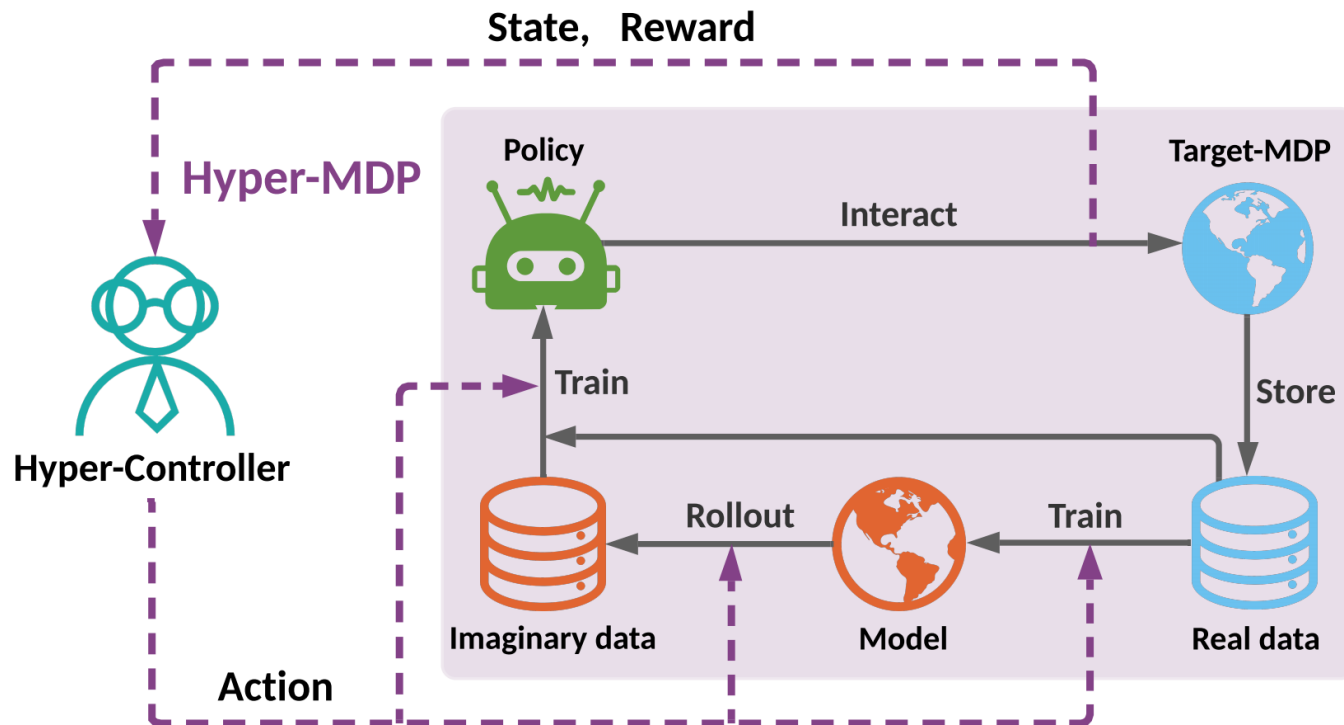 State, Reward
Policy
Target-MDP
Hyper-MDP
Interact
Train
Store
Hyper-Controller
Rollout
Train
Imaginary data
Model
Real data
Action